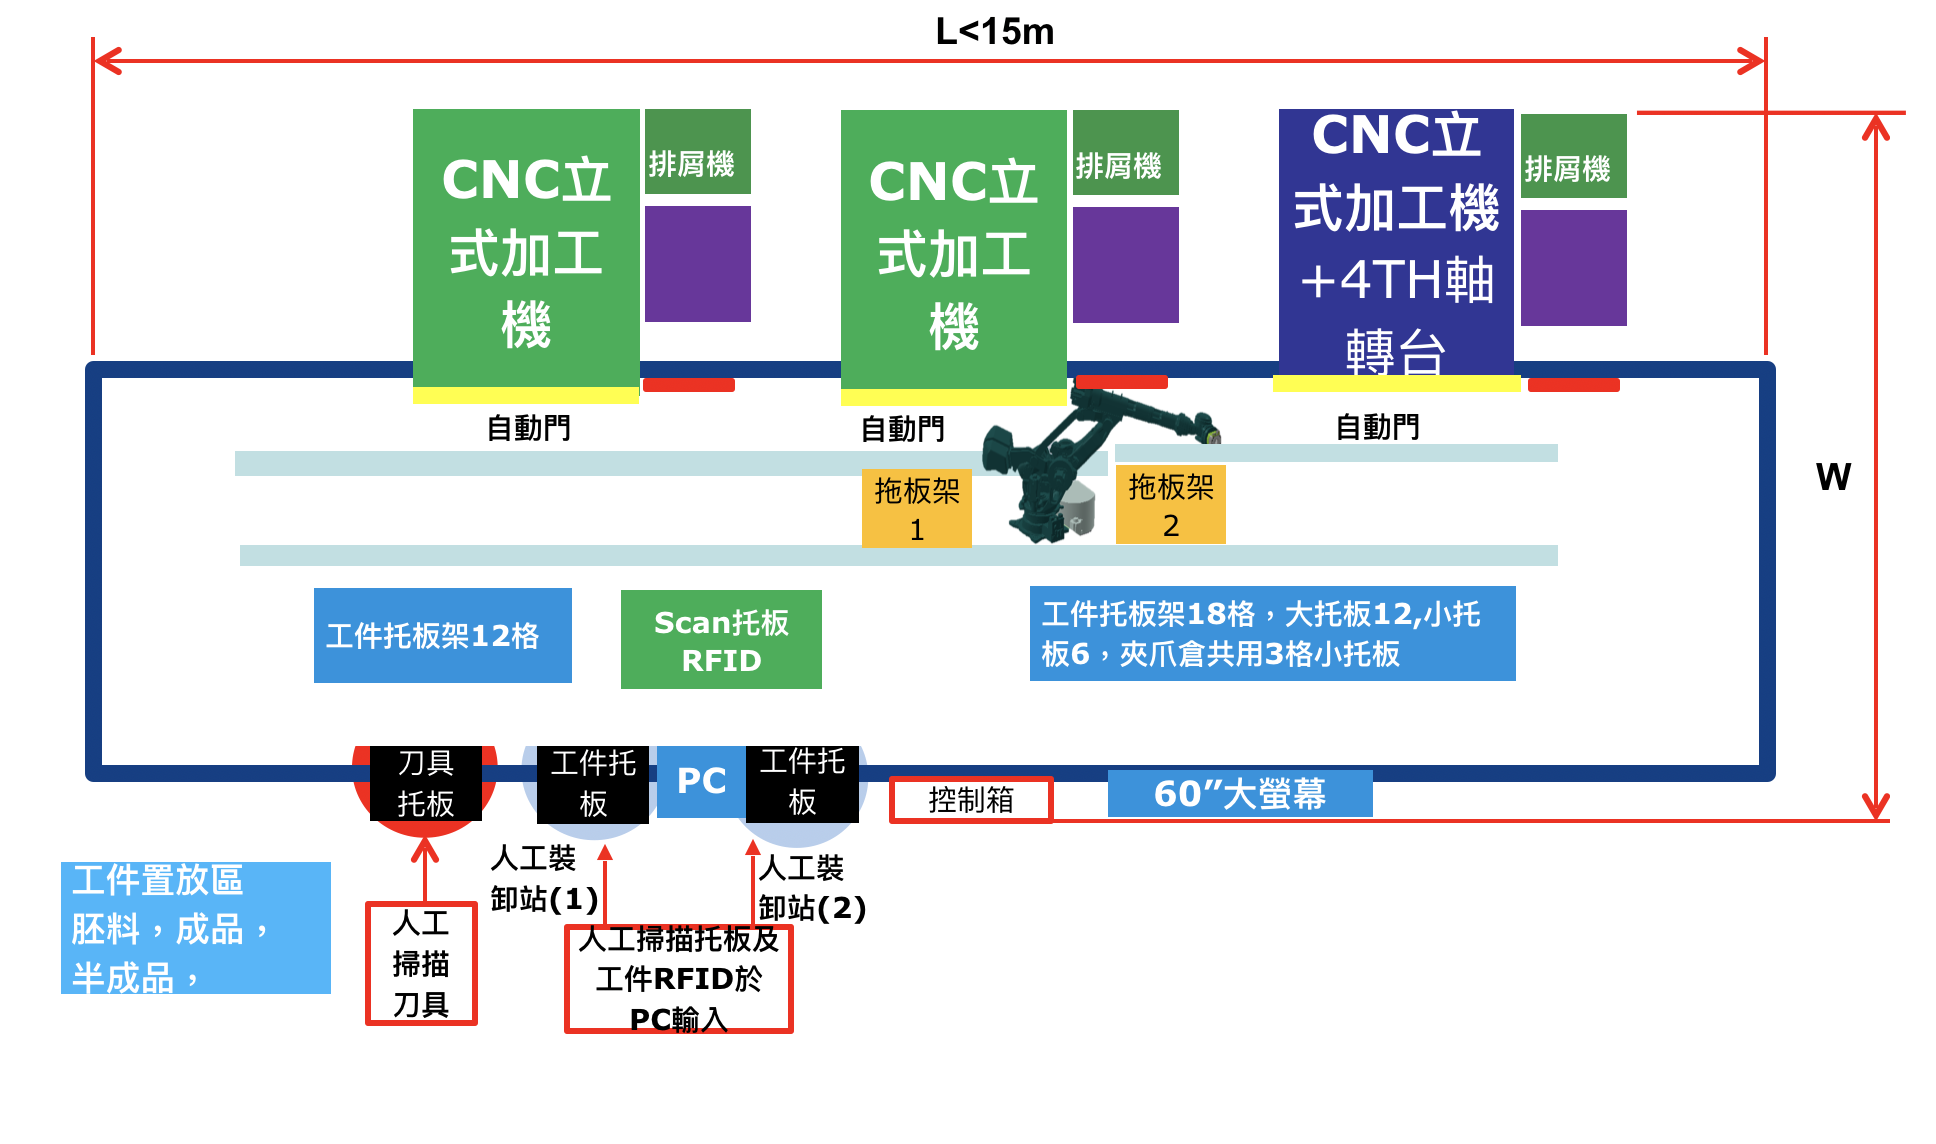 L<15m
CNC立
式加工
機
排屑機
CNC立
式加工
機
排屑機
CNC立
式加工機
+4TH軸
轉台
排屑機
自動門
自動門
自動門
W
拖板架
1
拖板架
2
工件托板架12格
Scan托板
RFID
工件托板架18格，大托板12,小托
板6，夾爪倉共用3格小托板
刀具
托板
工件托
板
PC
工件托
板
控制箱
60”大螢幕
人工裝
卸站(1)
人工裝
卸站(2)
工件置放區
胚料，成品，
半成品，
人工
掃描
刀具
人工掃描托板及
工件RFID於
PC輸入